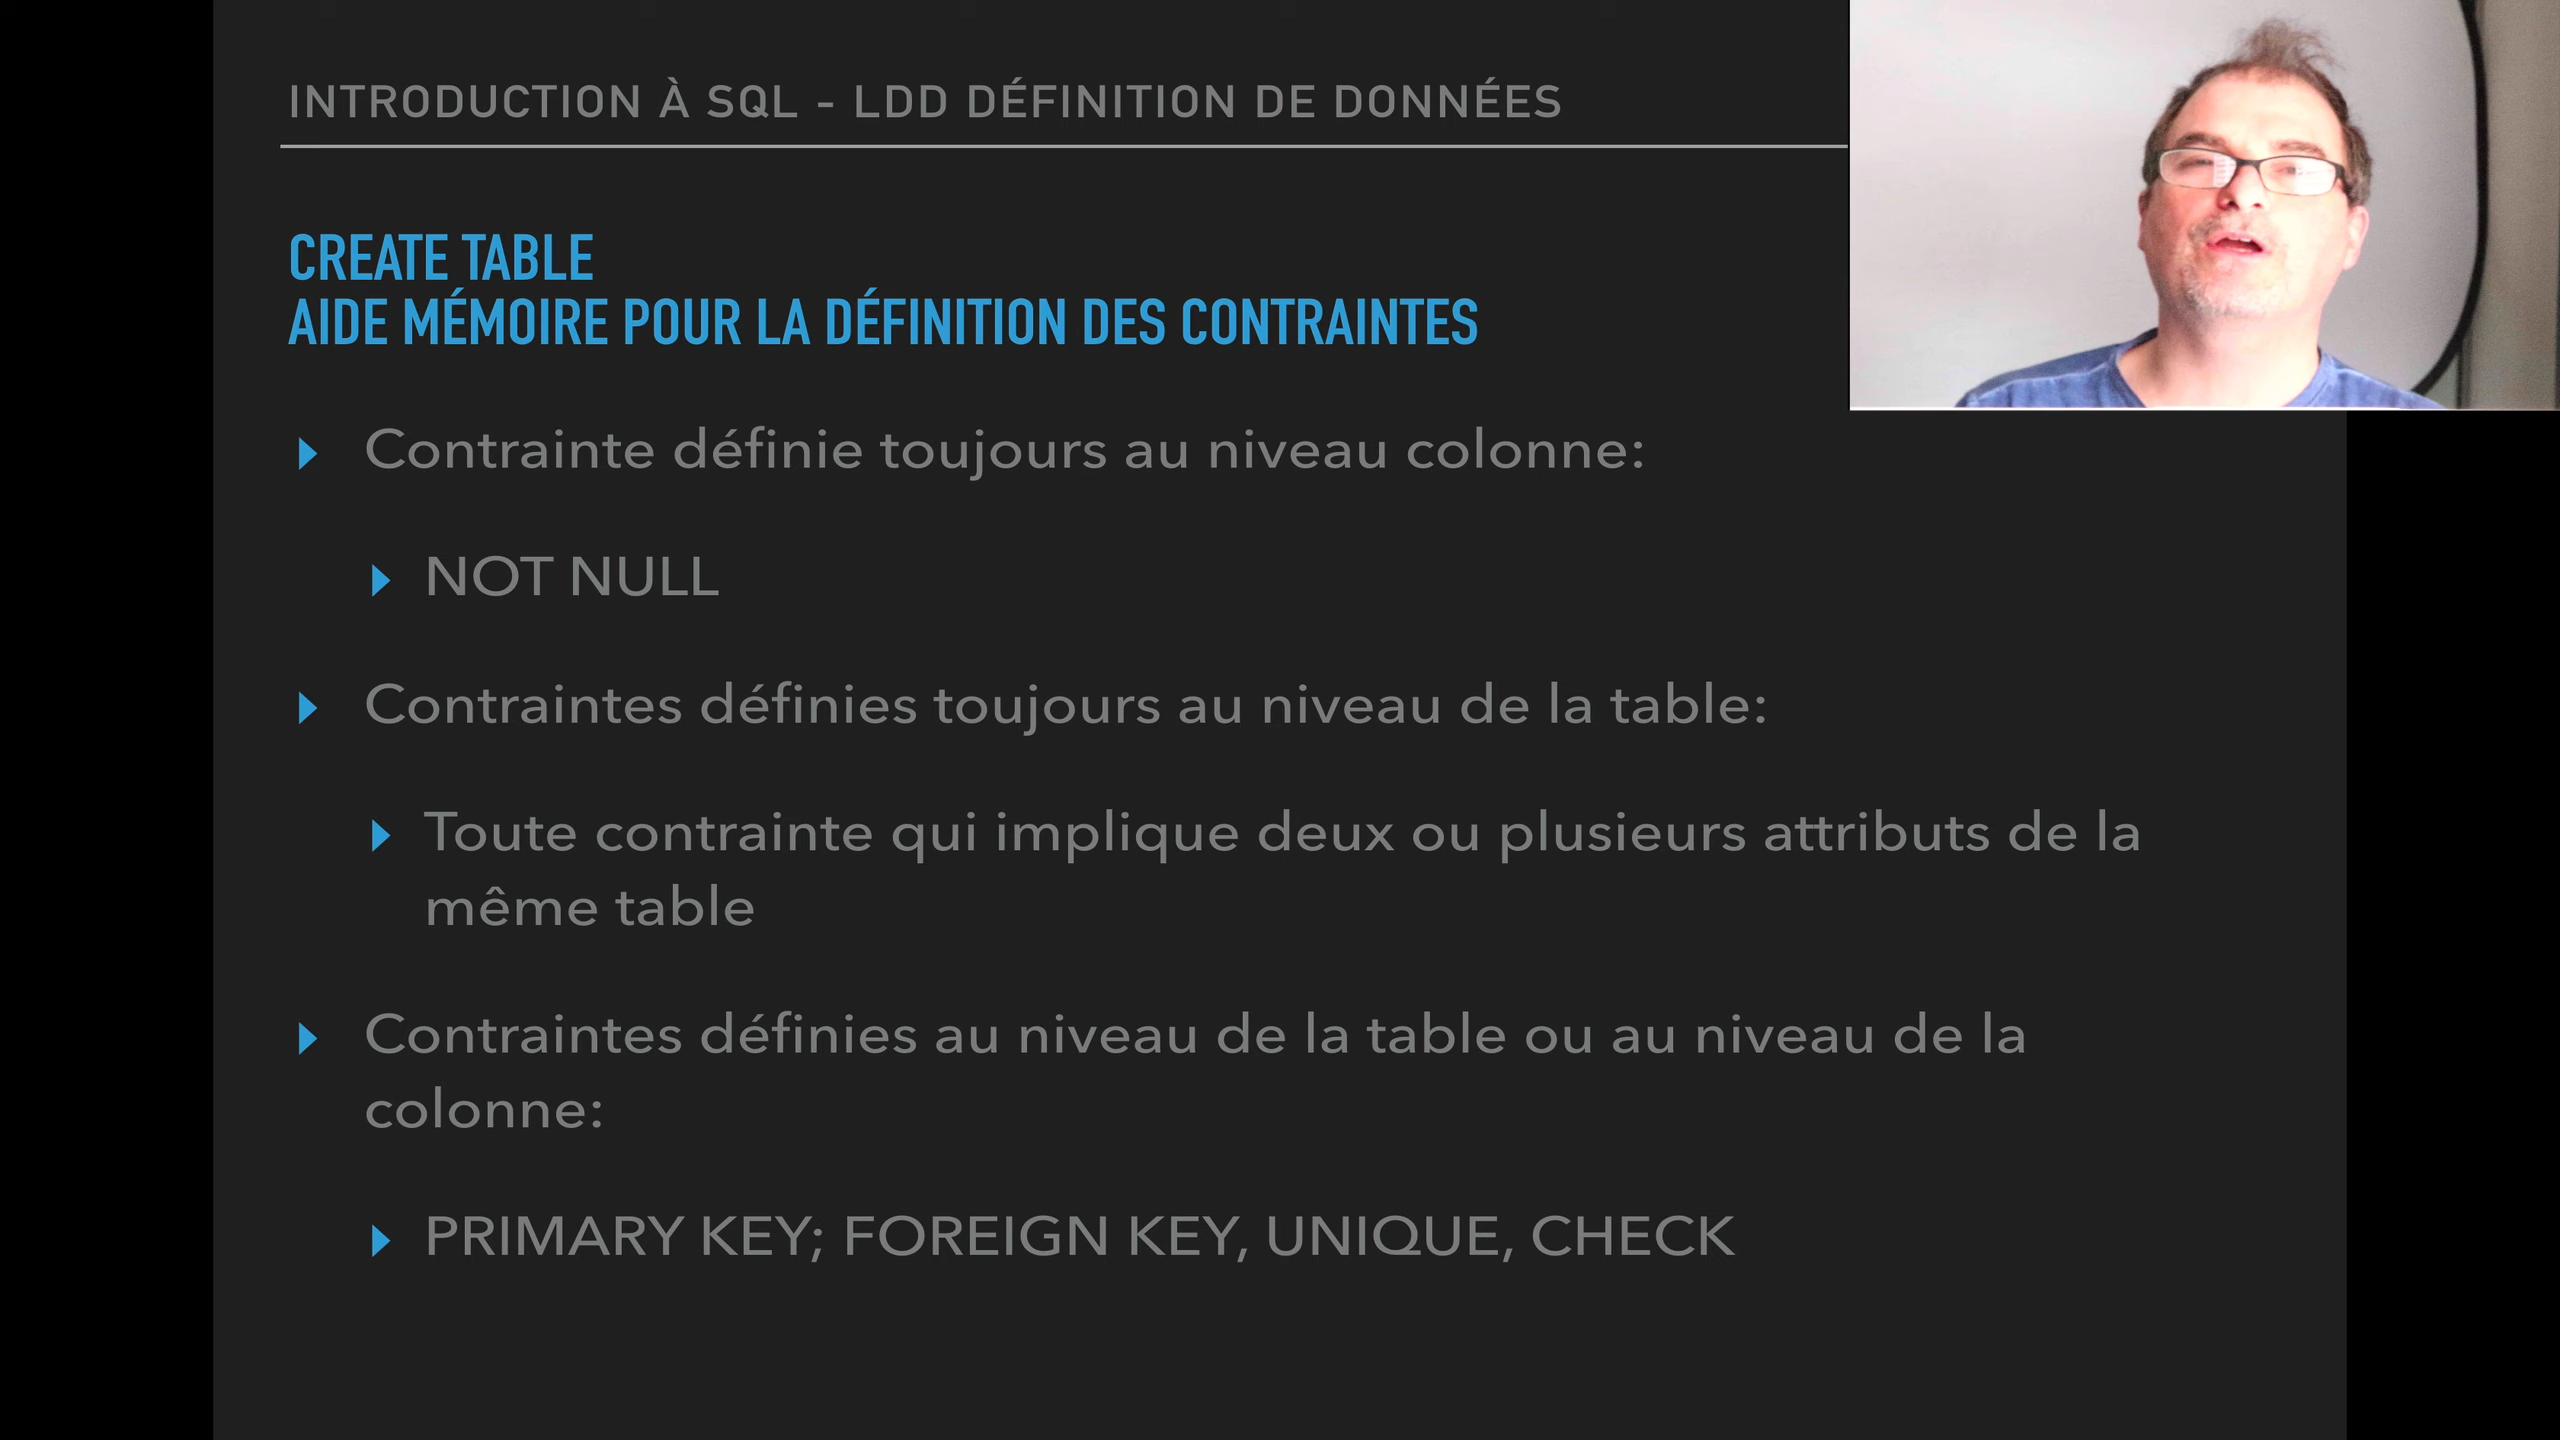 INTRODUCTION À SQL - LDD DÉFINITION DE DONNÉES
CREATE TABLE
AIDE MÉMOIRE POUR LA DÉFINITION DES CONTRAINTES
Contrainte définie toujours au niveau colonne:
NOT NULL
Contraintes définies toujours au niveau de la table:
Toute contrainte qui implique deux ou plusieurs attributs de la
même table
Contraintes définies au niveau de la table ou au niveau de la
colonne:
PRIMARY KEY; FOREIGN KEY, UNIQUE, CHECK